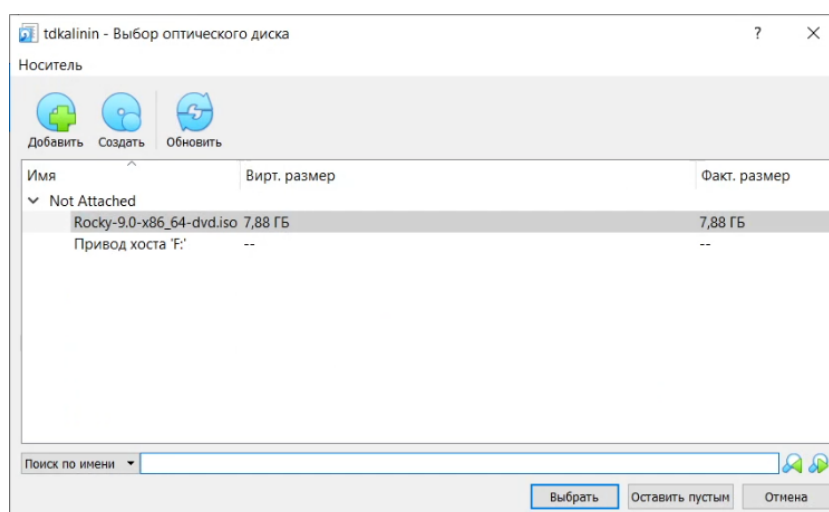 tdkalinin - Выбор оптического диска
Носитель
Добавить Создать Обновить
Имя Вирт. размер Факт. размер
Not Attached
Rocky-9.0-x86_64-dvd.iso 7,88 ГБ 7,88 ГБ
Привод хоста 'F:' -- --
Поиск по имени
Выбрать Оставить пустым Отмена